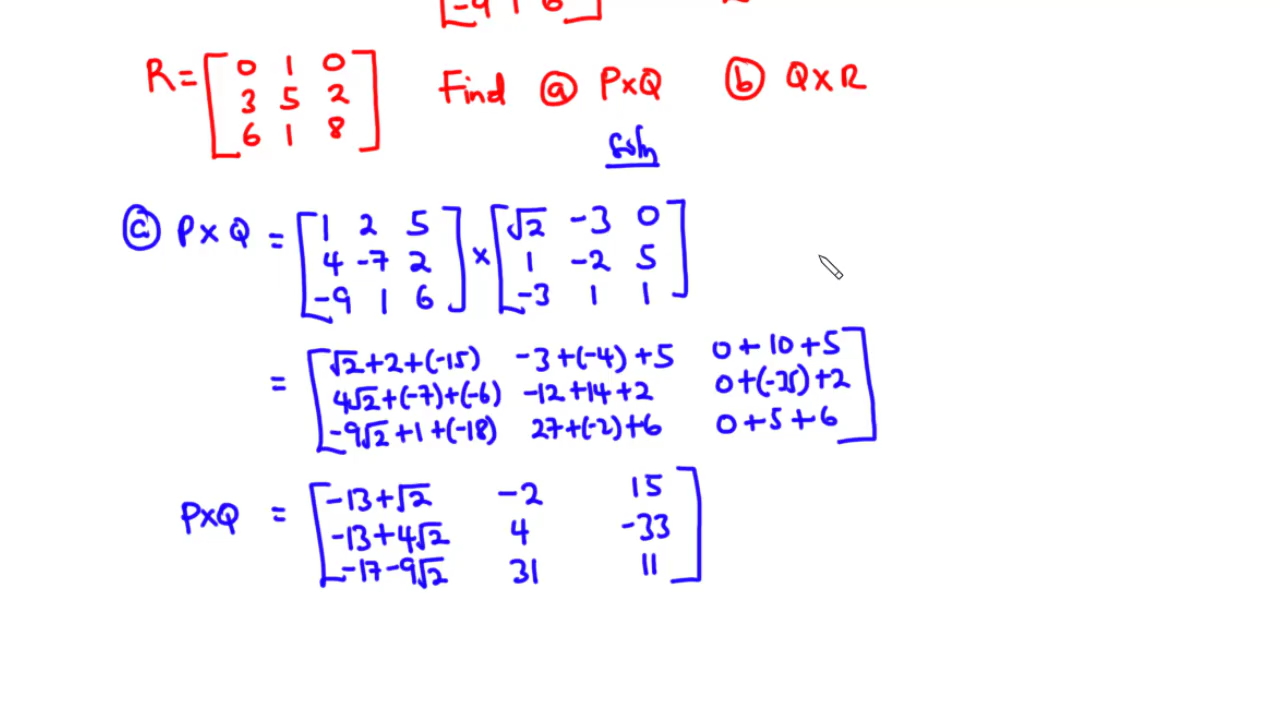 -9 1 6
R = [0 1 0
3 5 2
6 1 8]
Find ⓐ P×Q ⓑ Q×R
Soln
ⓐ P×Q = [1 2 5
4 -7 2
-9 1 6] × [√2 -3 0
1 -2 5
-3 1 1]
= [√2+2+(-15) -3+(-4)+5 0+10+5
4√2+(-7)+(-6) -12+14+2 0+(-35)+2
-9√2+1+(-18) 27+(-2)+6 0+5+6]
P×Q = [-13+√2 -2 15
-13+4√2 4 -33
-17-9√2 31 11]